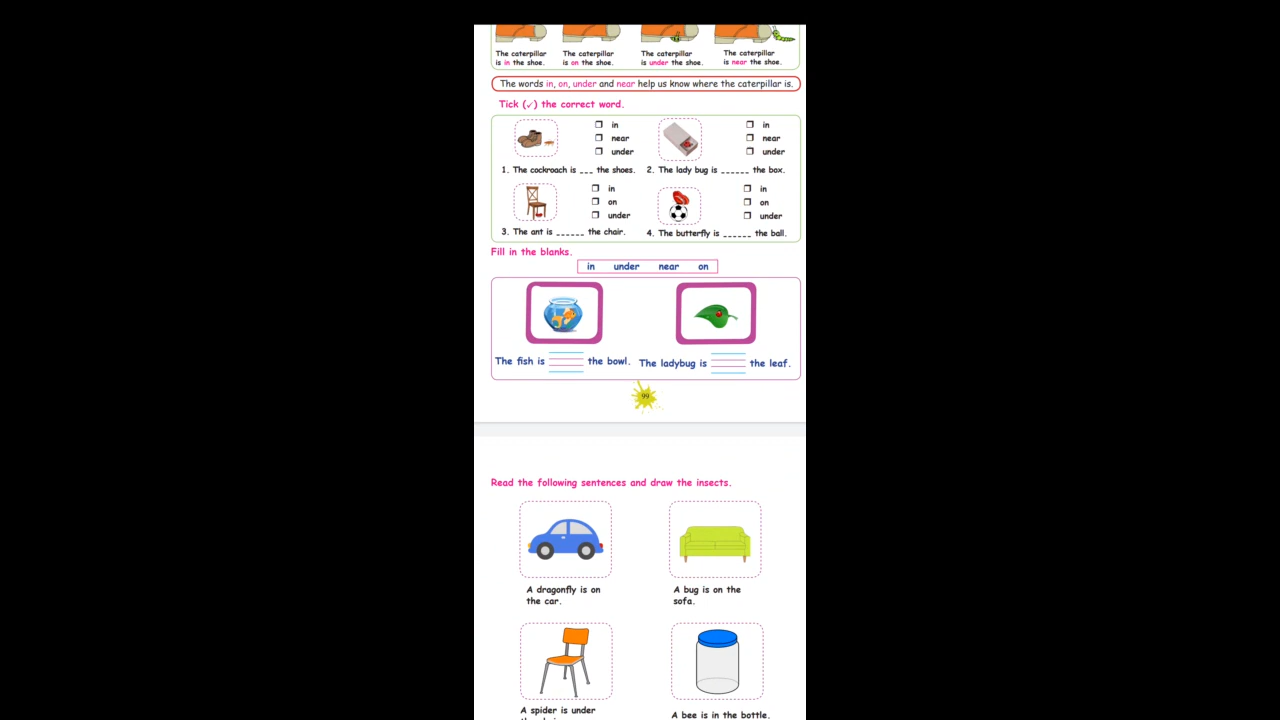 The caterpillar
is in the shoe.
The caterpillar
is on the shoe.
The caterpillar
is under the shoe.
The caterpillar
is near the shoe.
The words in, on, under and near help us know where the caterpillar is.
Tick (✓) the correct word.
in
near
under
1. The cockroach is ___ the shoes.
in
near
under
2. The lady bug is ______ the box.
in
on
under
3. The ant is ______ the chair.
in
on
under
4. The butterfly is ______ the ball.
Fill in the blanks.
in under near on
The fish is the bowl.
The ladybug is the leaf.
99
Read the following sentences and draw the insects.
A dragonfly is on
the car.
A bug is on the
sofa.
A spider is under
A bee is in the bottle.